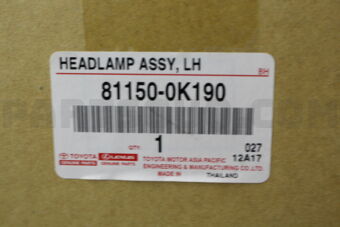 HEADLAMP ASSY, LH
BH
81150-0K190
QTY:
1
027
12A17
TOYOTA
GENUINE PARTS
LEXUS
GENUINE PARTS
TOYOTA MOTOR ASIA PACIFIC
ENGINEERING & MANUFACTURING CO.,LTD.
MADE IN THAILAND